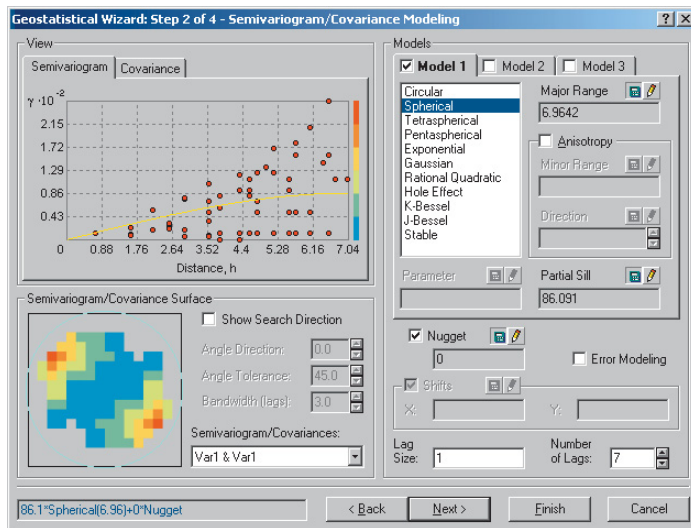 Geostatistical Wizard: Step 2 of 4 - Semivariogram/Covariance Modeling
View
Semivariogram
Covariance
γ·10⁻²
2.15
1.72
1.29
0.86
0.43
0 0.88 1.76 2.64 3.52 4.4 5.28 6.16 7.04
Distance, h
Semivariogram/Covariance Surface
Show Search Direction
Angle Direction: 0.0
Angle Tolerance: 45.0
Bandwidth (lags): 3.0
Semivariogram/Covariances:
Var1 & Var1
Models
Model 1
Model 2
Model 3
Circular
Spherical
Tetraspherical
Pentaspherical
Exponential
Gaussian
Rational Quadratic
Hole Effect
K-Bessel
J-Bessel
Stable
Major Range
6.9642
Anisotropy
Minor Range
Direction
Parameter
Partial Sill
86.091
Nugget
0
Error Modeling
Shifts
X:
Y:
Lag
Size: 1
Number
of Lags: 7
86.1*Spherical(6.96)+0*Nugget
< Back
Next >
Finish
Cancel